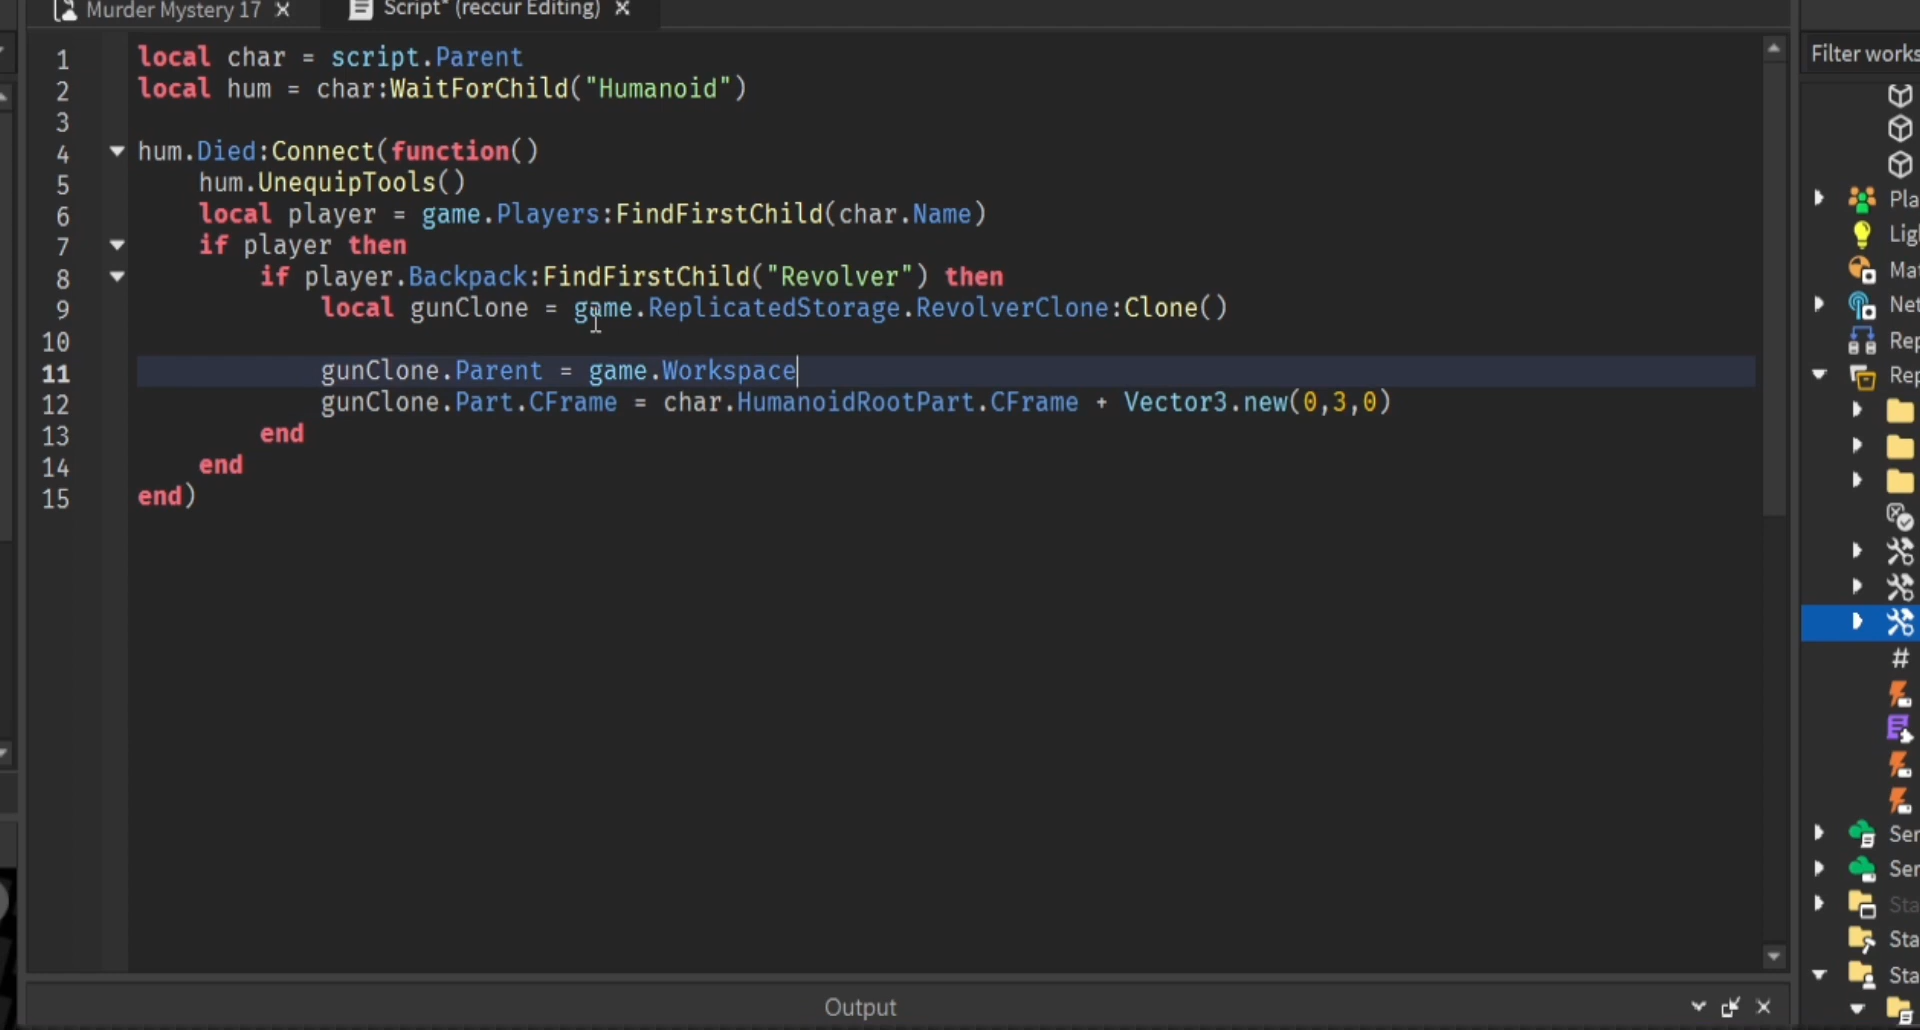 Murder Mystery 17
Script* (reccur Editing)
1 local char = script.Parent
2 local hum = char:WaitForChild("Humanoid")
3
4 hum.Died:Connect(function()
5 hum.UnequipTools()
6 local player = game.Players:FindFirstChild(char.Name)
7 if player then
8 if player.Backpack:FindFirstChild("Revolver") then
9 local gunClone = game.ReplicatedStorage.RevolverClone:Clone()
10
11 gunClone.Parent = game.Workspace
12 gunClone.Part.CFrame = char.HumanoidRootPart.CFrame + Vector3.new(0,3,0)
13 end
14 end
15 end)
Filter works
Pla
Ligh
Mat
Net
Rep
Rep
Ser
Ser
Sta
Sta
Sta
Output